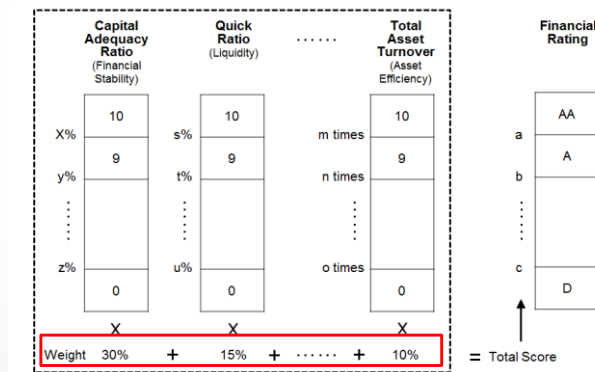 Capital
Adequacy
Ratio
(Financial
Stability)
Quick
Ratio
(Liquidity)
......
Total
Asset
Turnover
(Asset
Efficiency)
Financial
Rating
10 10 10 AA
X% s% m times a
9 9 9 A
y% t% n times b
z% u% o times c
0 0 0 D
X X X
Weight 30% + 15% + ...... + 10% = Total Score